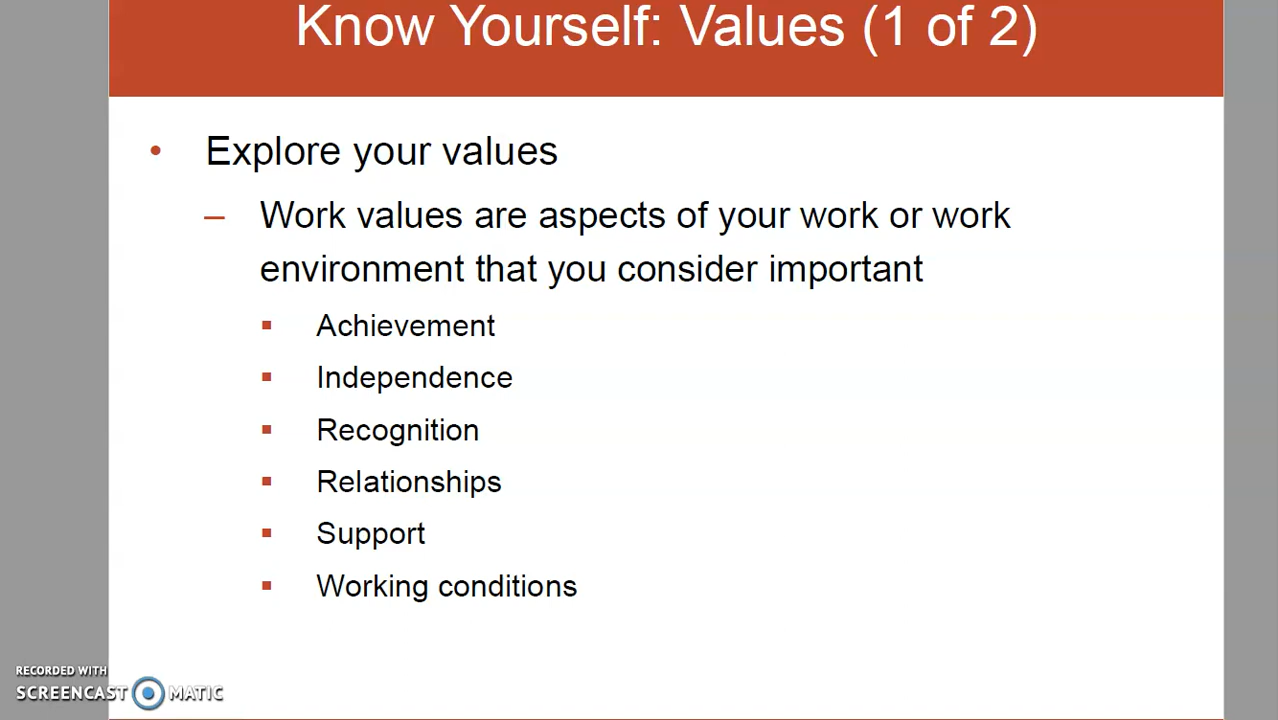 Know Yourself: Values (1 of 2)
• Explore your values
– Work values are aspects of your work or work
environment that you consider important
▪ Achievement
▪ Independence
▪ Recognition
▪ Relationships
▪ Support
▪ Working conditions
RECORDED WITH
SCREENCAST MATIC